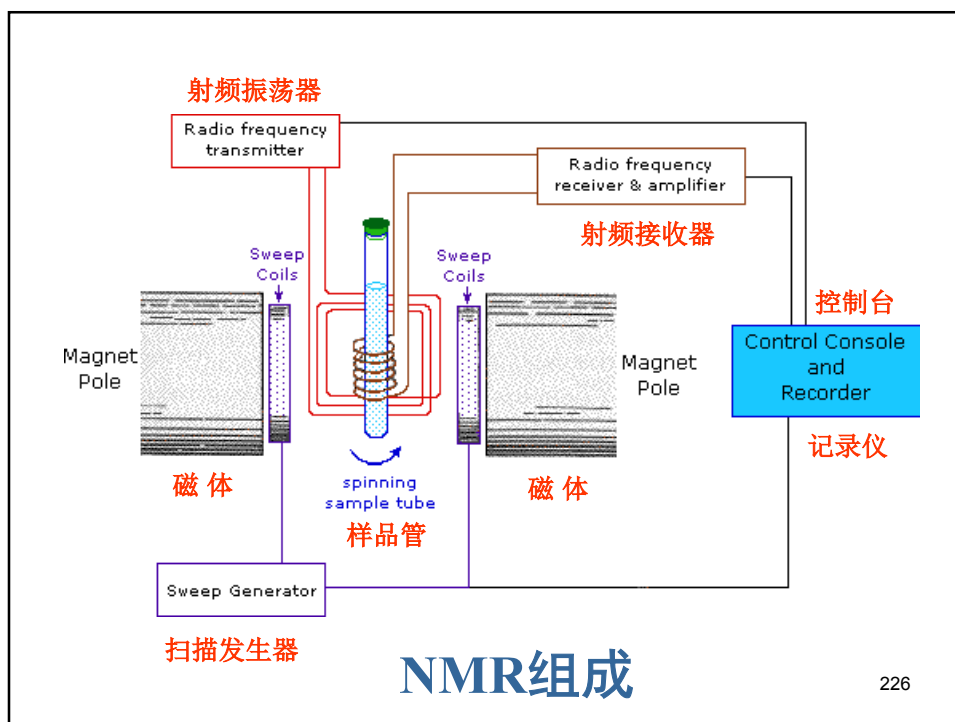 射频振荡器
Radio frequency
transmitter
Radio frequency
receiver & amplifier
射频接收器
Sweep
Coils
Sweep
Coils
控制台
Magnet
Pole
Magnet
Pole
Control Console
and
Recorder
记录仪
磁 体
spinning
sample tube
磁 体
样品管
Sweep Generator
扫描发生器
NMR组成
226